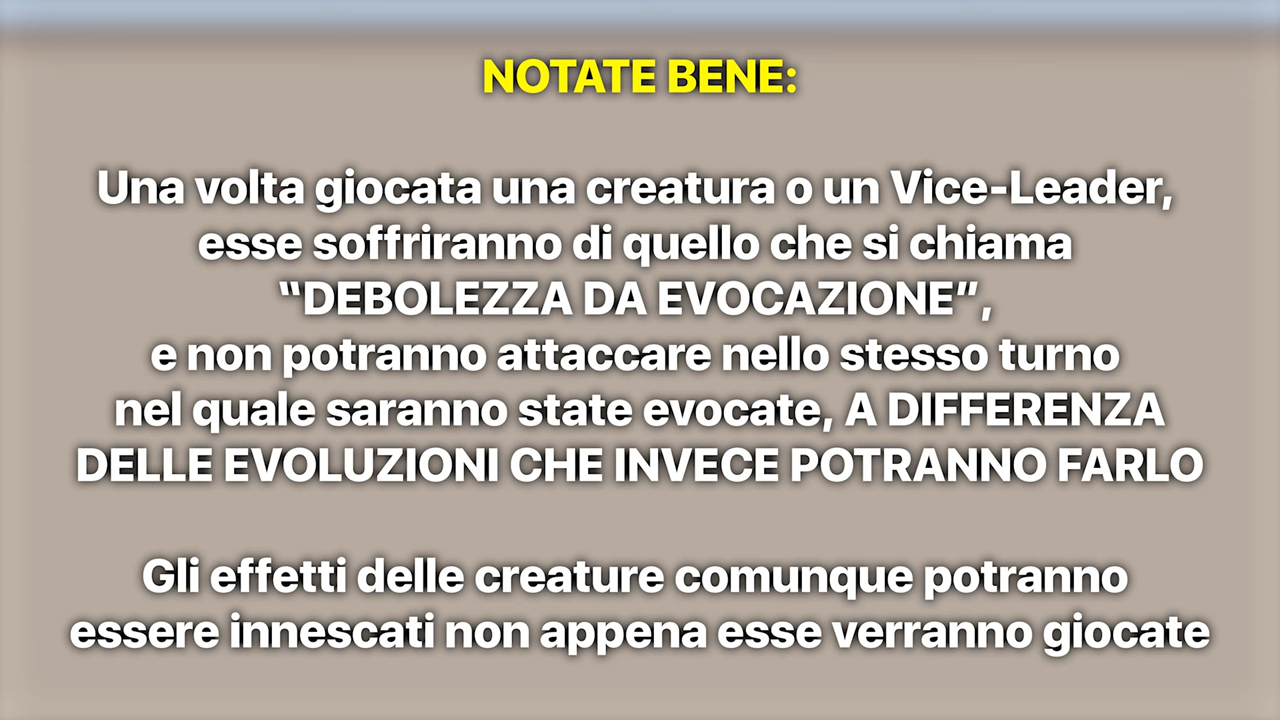 NOTATE BENE:
Una volta giocata una creatura o un Vice-Leader,
esse soffriranno di quello che si chiama
“DEBOLEZZA DA EVOCAZIONE”,
e non potranno attaccare nello stesso turno
nel quale saranno state evocate, A DIFFERENZA
DELLE EVOLUZIONI CHE INVECE POTRANNO FARLO
Gli effetti delle creature comunque potranno
essere innescati non appena esse verranno giocate